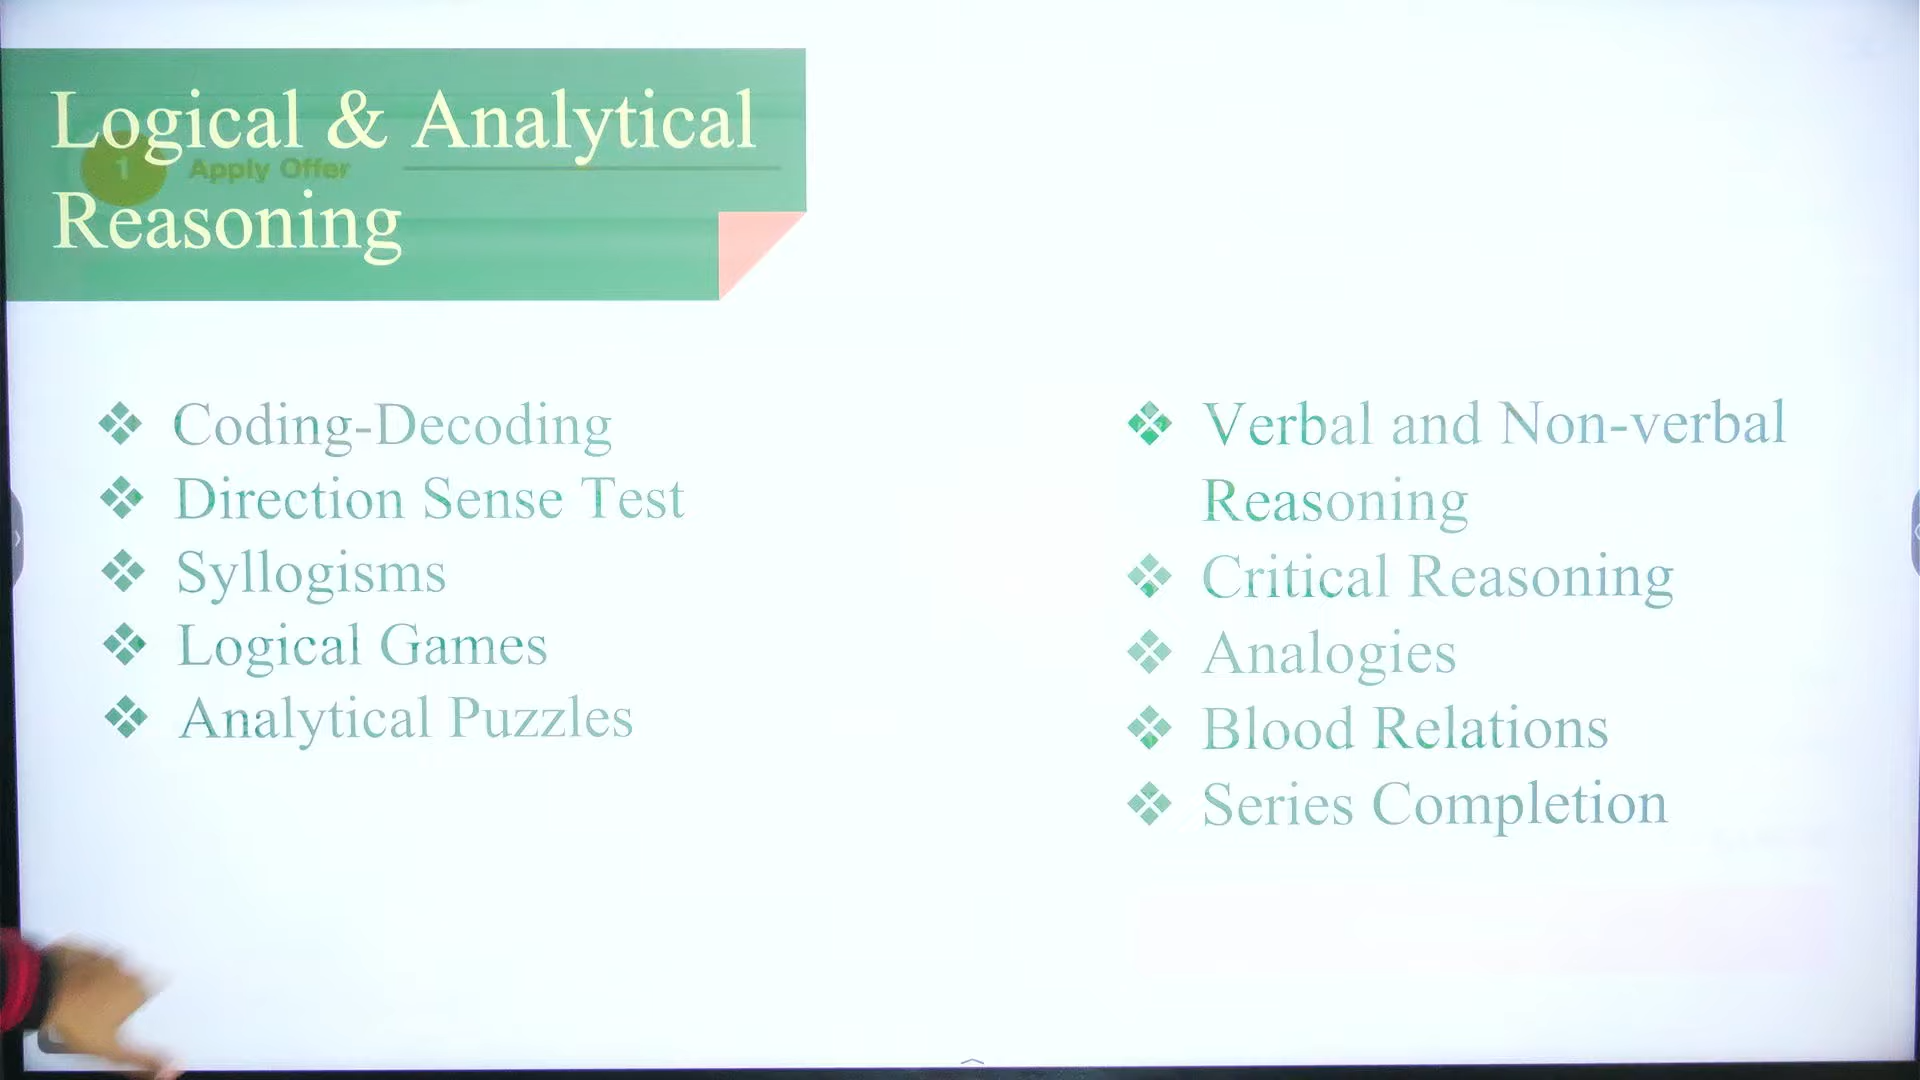 Logical & Analytical
1 Apply Offer
Reasoning
❖ Coding-Decoding
❖ Direction Sense Test
❖ Syllogisms
❖ Logical Games
❖ Analytical Puzzles
❖ Verbal and Non-verbal
Reasoning
❖ Critical Reasoning
❖ Analogies
❖ Blood Relations
❖ Series Completion